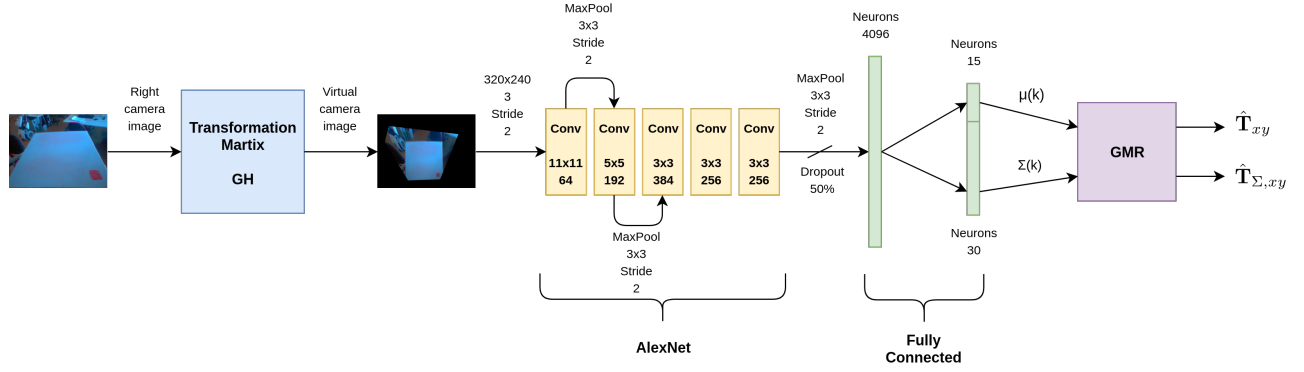 Right
camera
image
Transformation
Martix
GH
Virtual
camera
image
320x240
3
Stride
2
MaxPool
3x3
Stride
2
Conv
11x11
64
Conv
5x5
192
Conv
3x3
384
Conv
3x3
256
Conv
3x3
256
MaxPool
3x3
Stride
2
AlexNet
MaxPool
3x3
Stride
2
Dropout
50%
Neurons
4096
Neurons
15
Neurons
30
Fully
Connected
μ(k)
Σ(k)
GMR
T̂xy
T̂Σ,xy